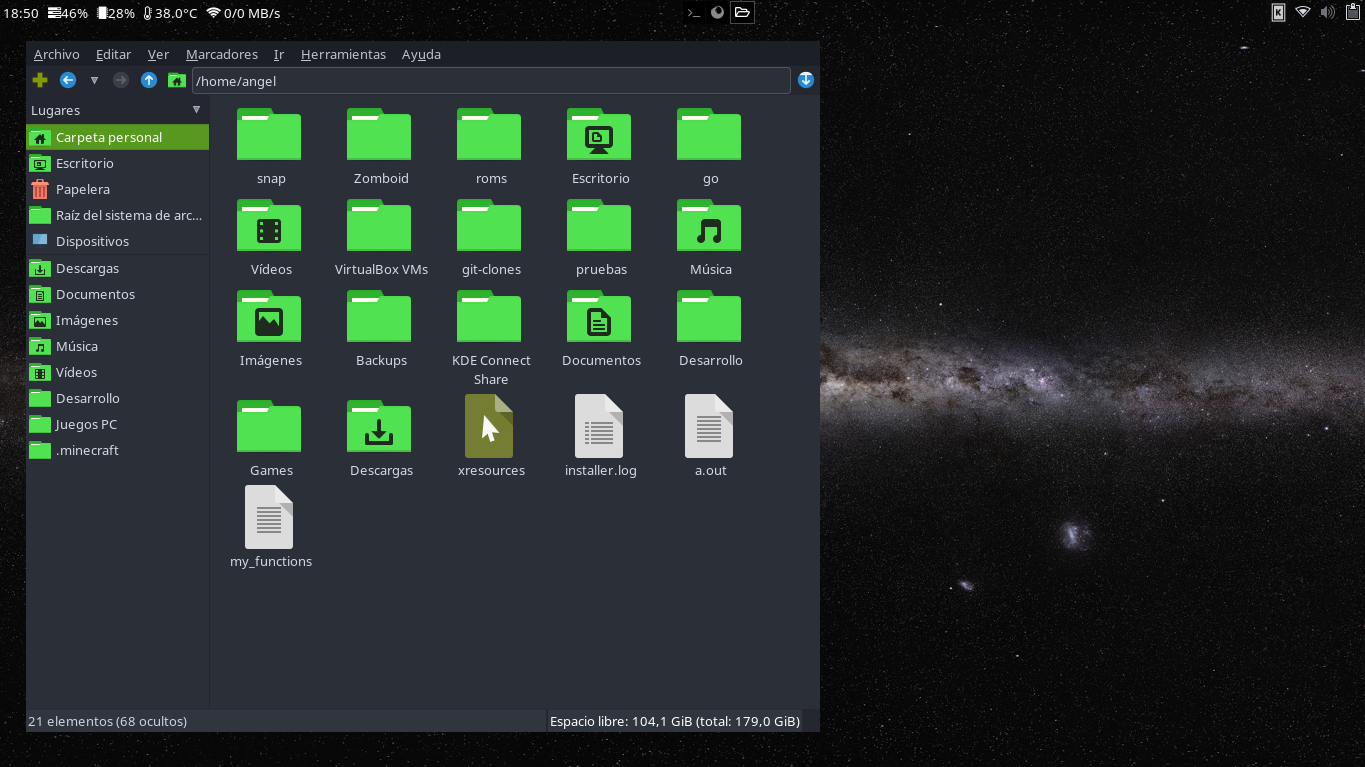 18:50 46% 28% 38.0°C 0/0 MB/s
K
Archivo Editar Ver Marcadores Ir Herramientas Ayuda
/home/angel
Lugares
Carpeta personal
Escritorio
Papelera
Raíz del sistema de arc...
Dispositivos
Descargas
Documentos
Imágenes
Música
Vídeos
Desarrollo
Juegos PC
.minecraft
snap Zomboid roms Escritorio go
Vídeos VirtualBox VMs git-clones pruebas Música
Imágenes Backups KDE Connect Documentos Desarrollo
Share
Games Descargas xresources installer.log a.out
my_functions
21 elementos (68 ocultos) Espacio libre: 104,1 GiB (total: 179,0 GiB)